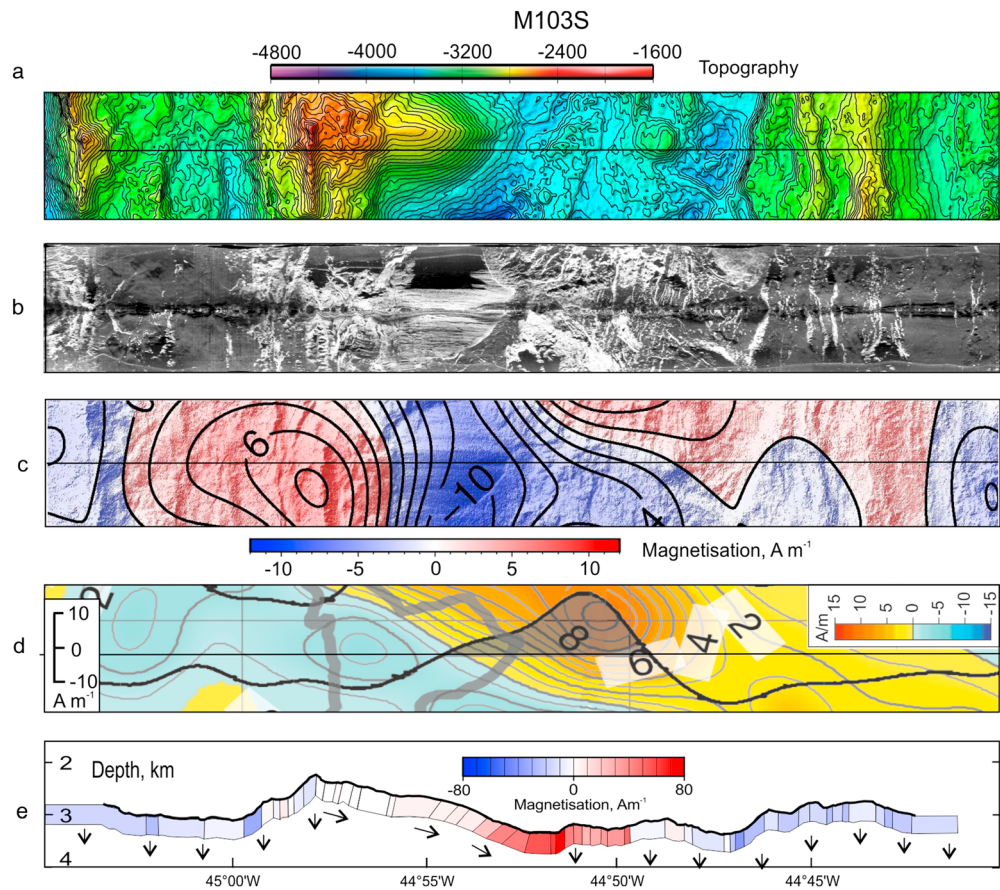 M103S
-4800 -4000 -3200 -2400 -1600
Topography
a
b
c
6
-10
4
0
-10 -5 0 5 10
Magnetisation, A m⁻¹
d
10
0
-10
A m⁻¹
2
8
6
4
2
A/m
15 10 5 0 -5 -10 -15
e
2
3
4
Depth, km
-80 0 80
Magnetisation, Am⁻¹
45°00'W 44°55'W 44°50'W 44°45'W